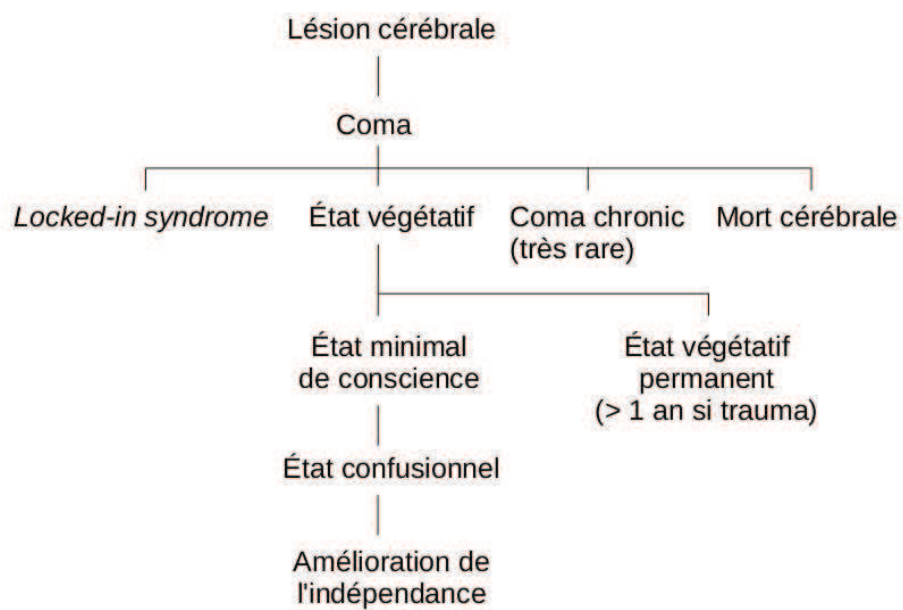 Lésion cérébrale
Coma
Locked-in syndrome
État végétatif
Coma chronic
(très rare)
Mort cérébrale
État minimal
de conscience
État végétatif
permanent
(> 1 an si trauma)
État confusionnel
Amélioration de
l'indépendance